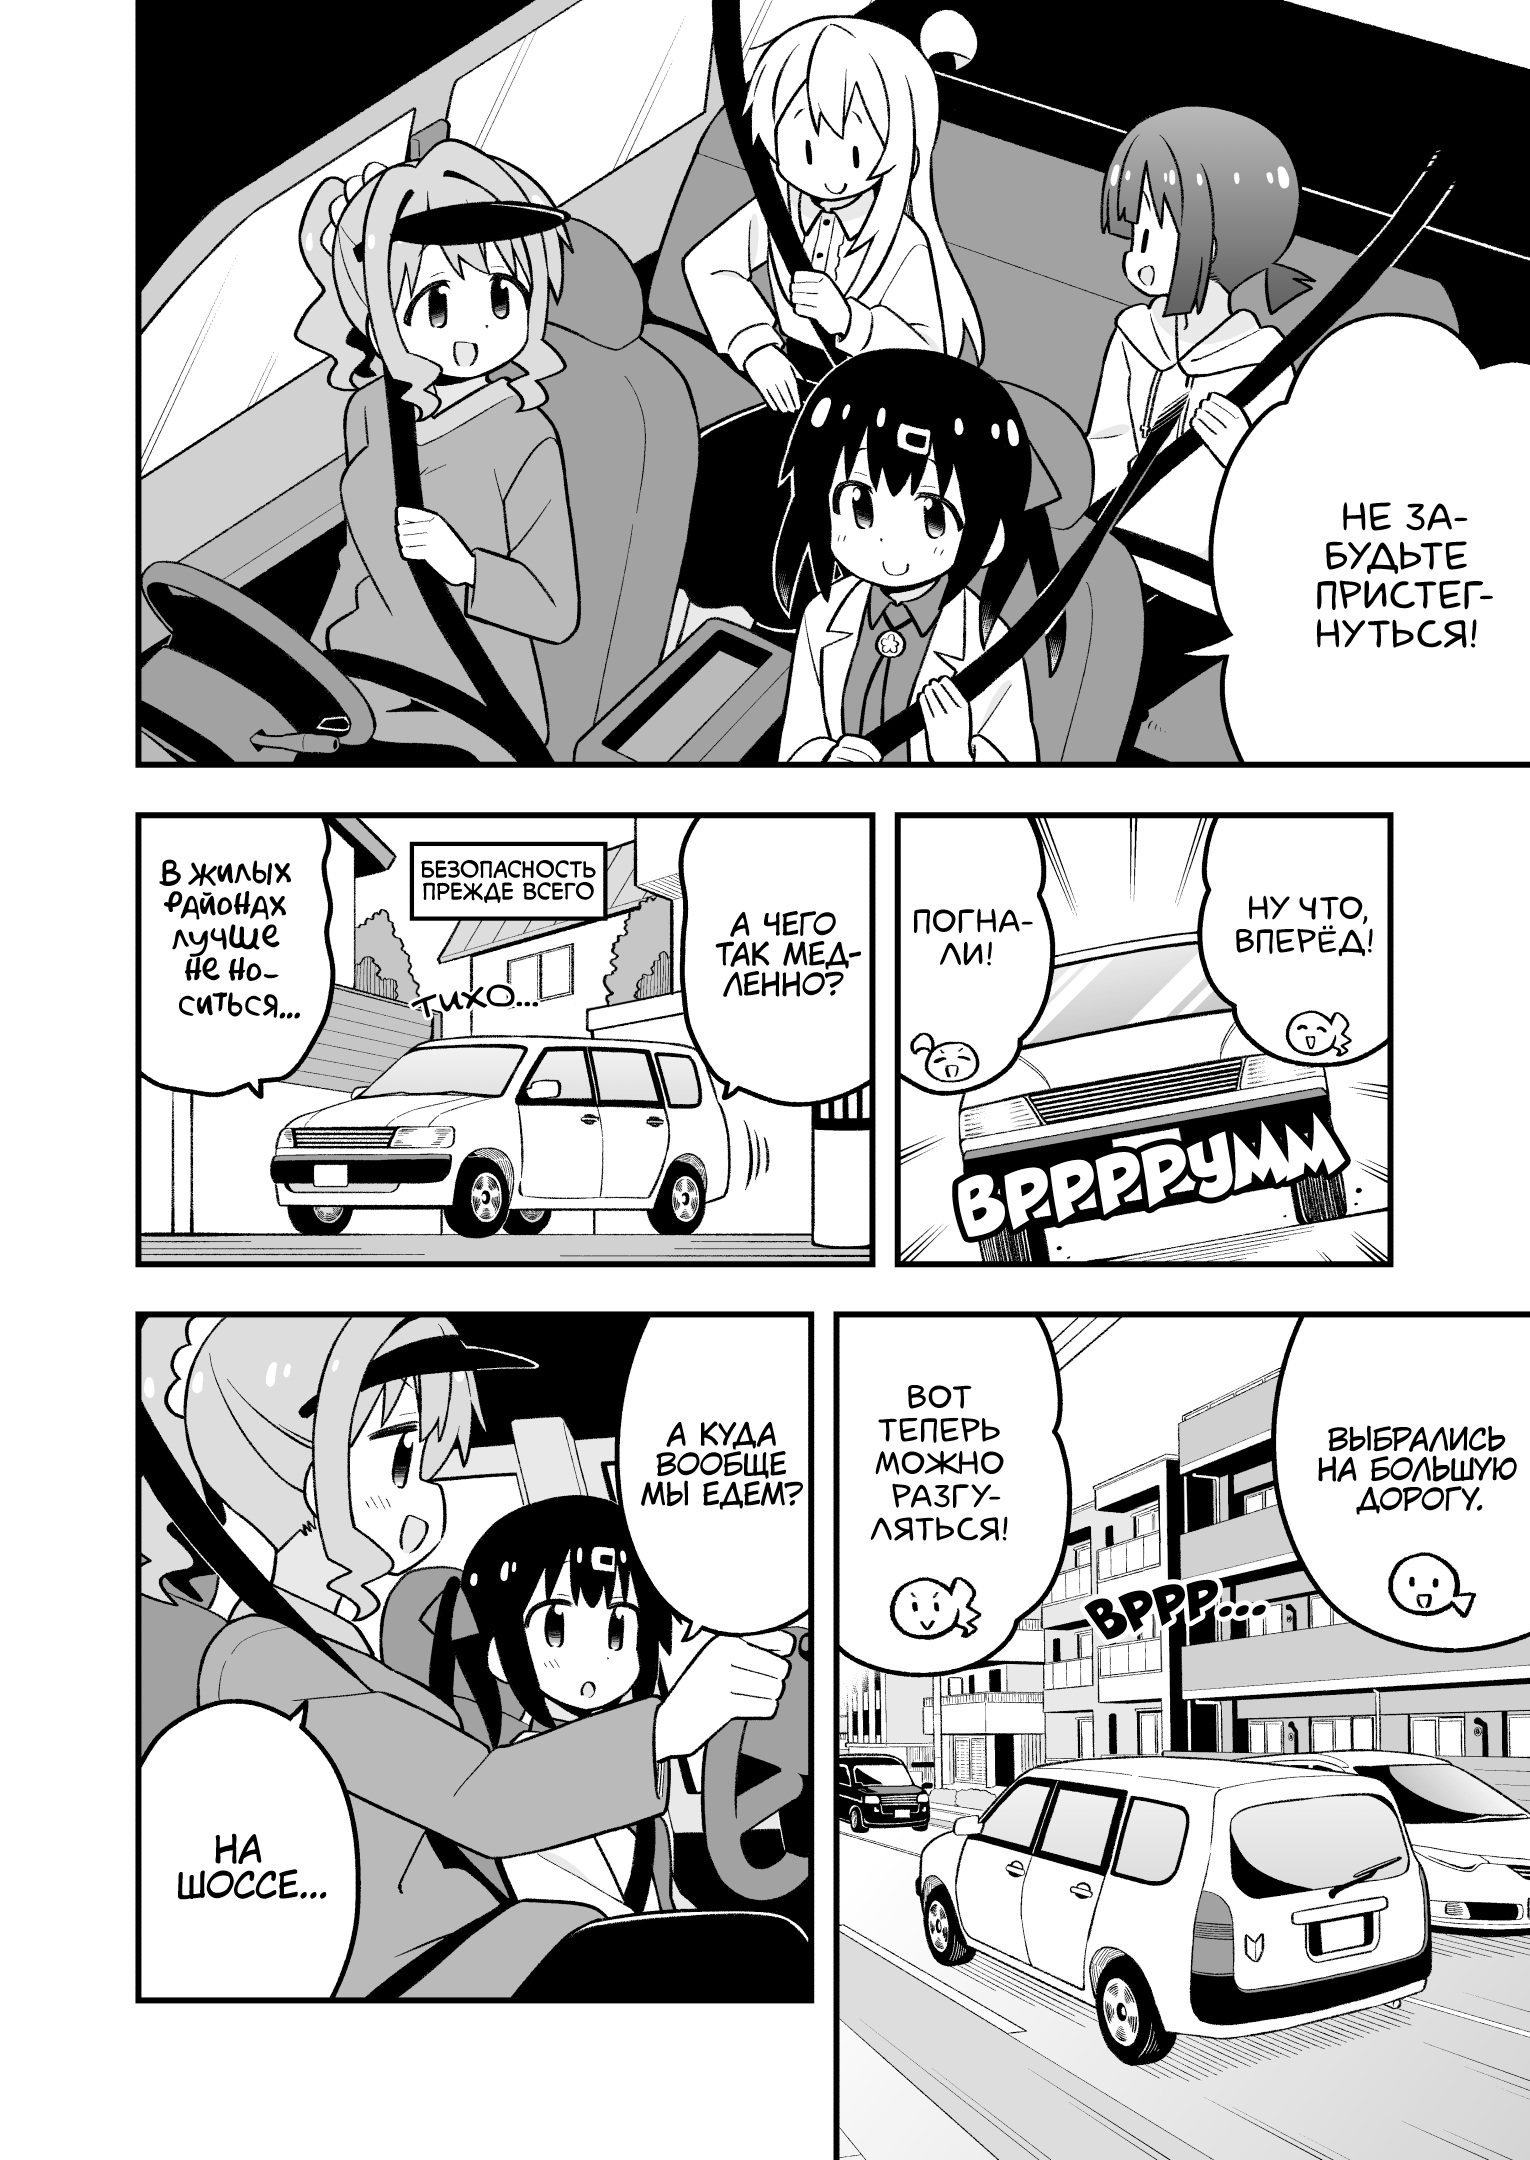 НЕ ЗА-
БУДЬТЕ
ПРИСТЕГ-
НУТЬСЯ!
НУ ЧТО,
ВПЕРЁД!
ПОГНА-
ЛИ!
ВРРРРУММ
А ЧЕГО
ТАК МЕД-
ЛЕННО?
БЕЗОПАСНОСТЬ
ПРЕЖДЕ ВСЕГО
ТИХО...
В ЖИЛЫХ
РАЙОНАХ
ЛУЧШЕ
НЕ НО-
СИТЬСЯ...
ВЫБРАЛИСЬ
НА БОЛЬШУЮ
ДОРОГУ.
ВРРР...
ВОТ
ТЕПЕРЬ
МОЖНО
РАЗГУ-
ЛЯТЬСЯ!
А КУДА
ВООБЩЕ
МЫ ЕДЕМ?
НА
ШОССЕ...